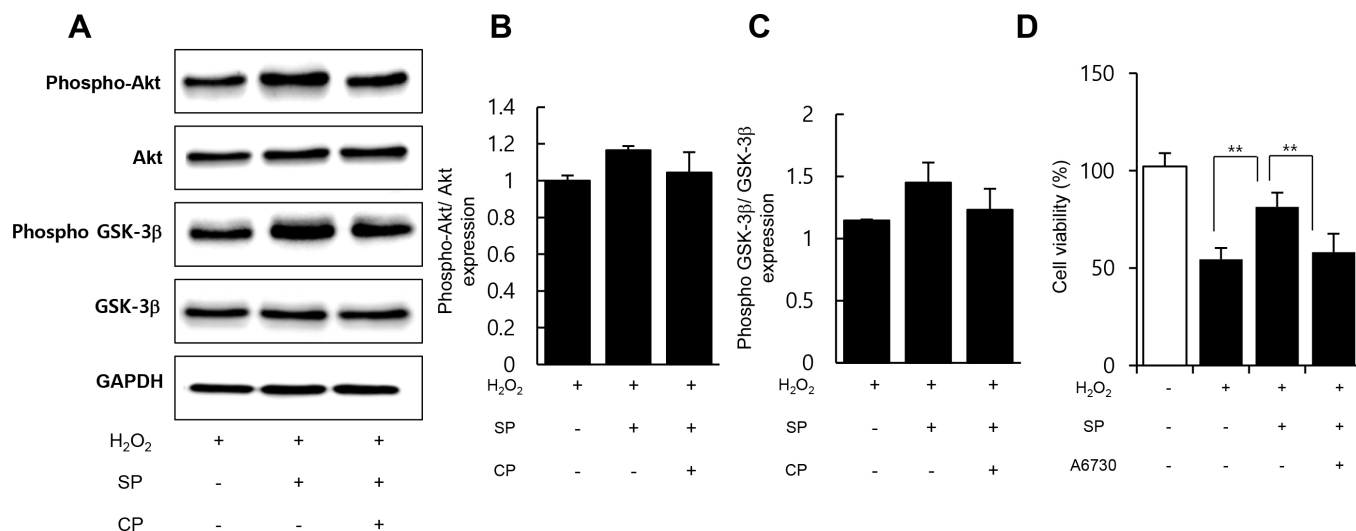 A
Phospho-Akt
Akt
Phospho GSK-3β
GSK-3β
GAPDH
H₂O₂ + + +
SP - + +
CP - - +
B
Phospho-Akt/ Akt
expression
1.4
1.2
1
0.8
0.6
0.4
0.2
0
H₂O₂ + + +
SP - + +
CP - - +
C
Phospho GSK-3β/ GSK-3β
expression
2
1.5
1
0.5
0
H₂O₂ + + +
SP - + +
CP - - +
D
Cell viability (%)
150
100
50
0
** **
H₂O₂ - + + +
SP - - + +
A6730 - - - +